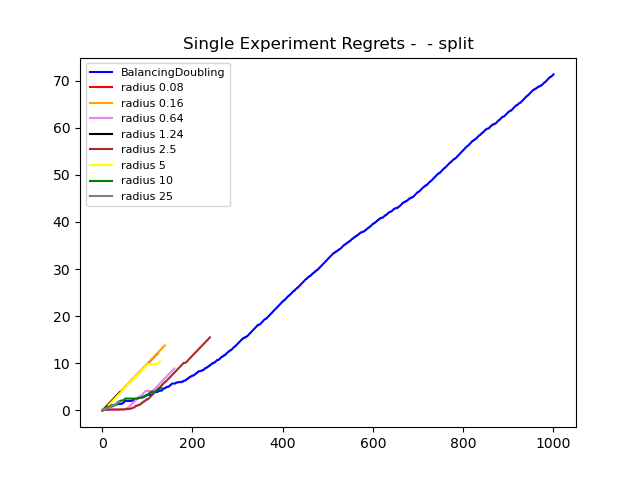 Single Experiment Regrets -  - split
BalancingDoubling
radius 0.08
radius 0.16
radius 0.64
radius 1.24
radius 2.5
radius 5
radius 10
radius 25
70
60
50
40
30
20
10
0
0 200 400 600 800 1000